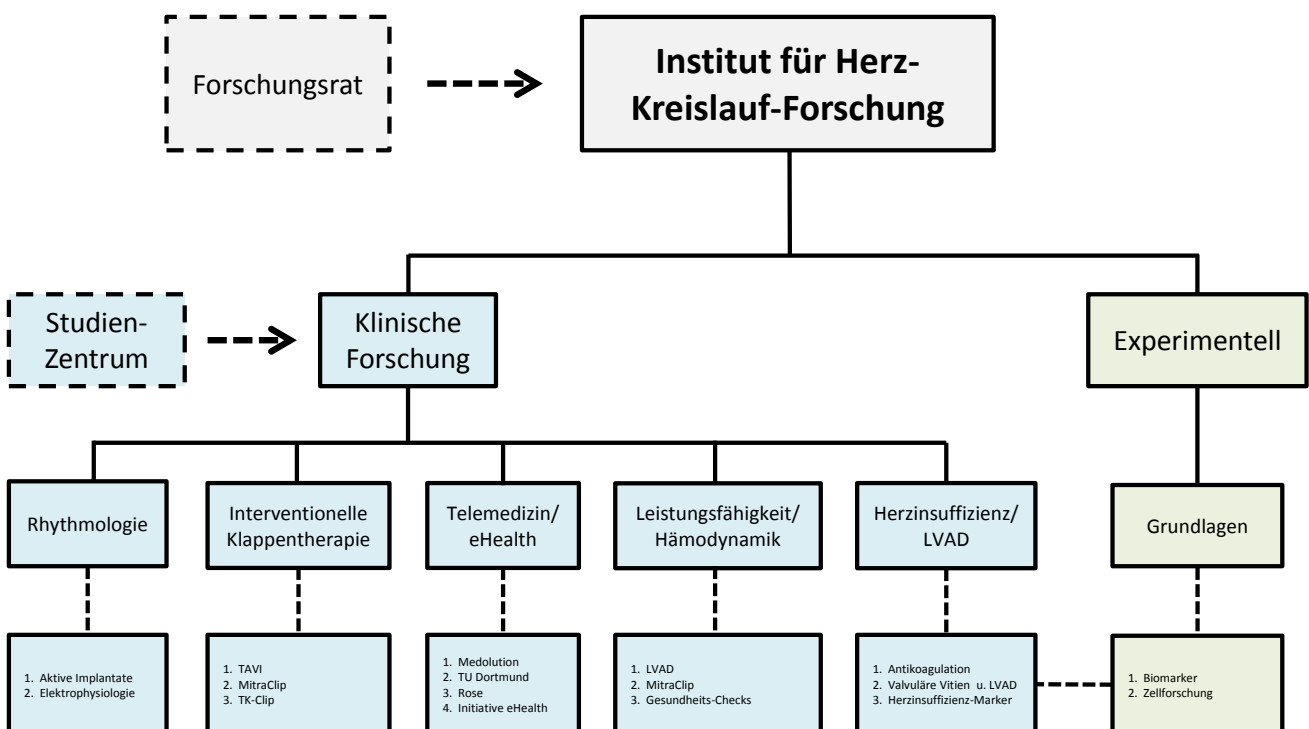 Forschungsrat
Institut für Herz-
Kreislauf-Forschung
Studien-
Zentrum
Klinische
Forschung
Experimentell
Rhythmologie
Interventionelle
Klappentherapie
Telemedizin/
eHealth
Leistungsfähigkeit/
Hämodynamik
Herzinsuffizienz/
LVAD
Grundlagen
1. Aktive Implantate
2. Elektrophysiologie
1. TAVI
2. MitraClip
3. TK-Clip
1. Medolution
2. TU Dortmund
3. Rose
4. Initiative eHealth
1. LVAD
2. MitraClip
3. Gesundheits-Checks
1. Antikoagulation
2. Valvuläre Vitien u. LVAD
3. Herzinsuffizienz-Marker
1. Biomarker
2. Zellforschung